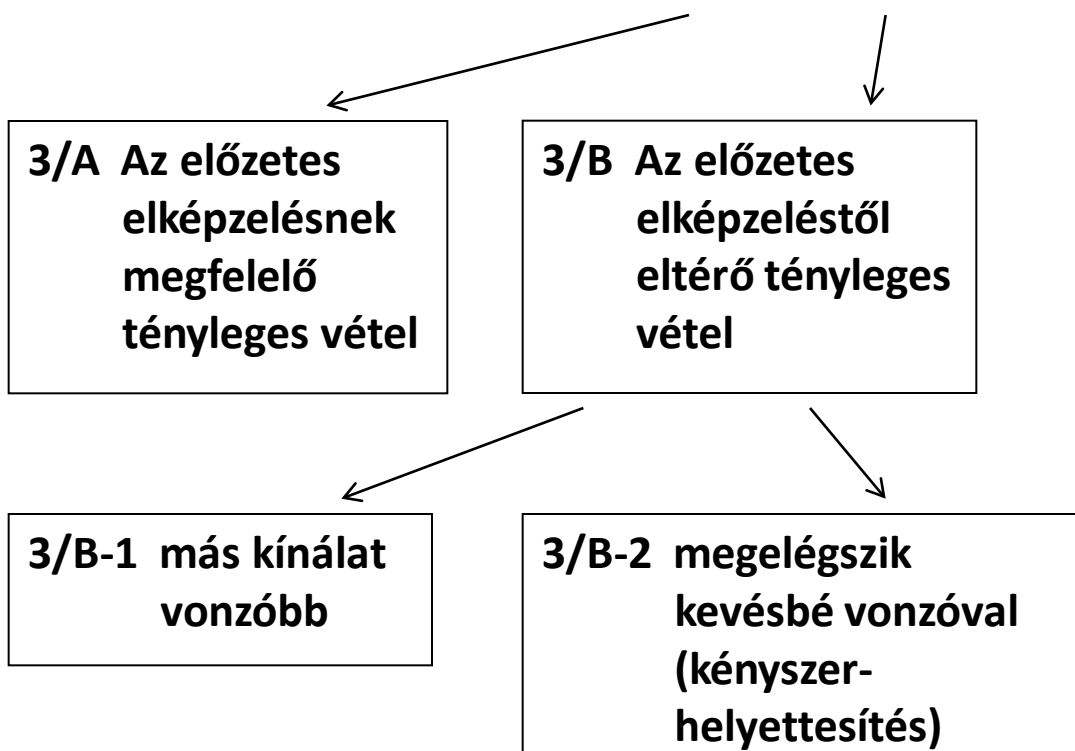 3/A Az előzetes
elképzelésnek
megfelelő
tényleges vétel
3/B Az előzetes
elképzeléstől
eltérő tényleges
vétel
3/B-1 más kínálat
vonzóbb
3/B-2 megelégszik
kevésbé vonzóval
(kényszer-
helyettesítés)